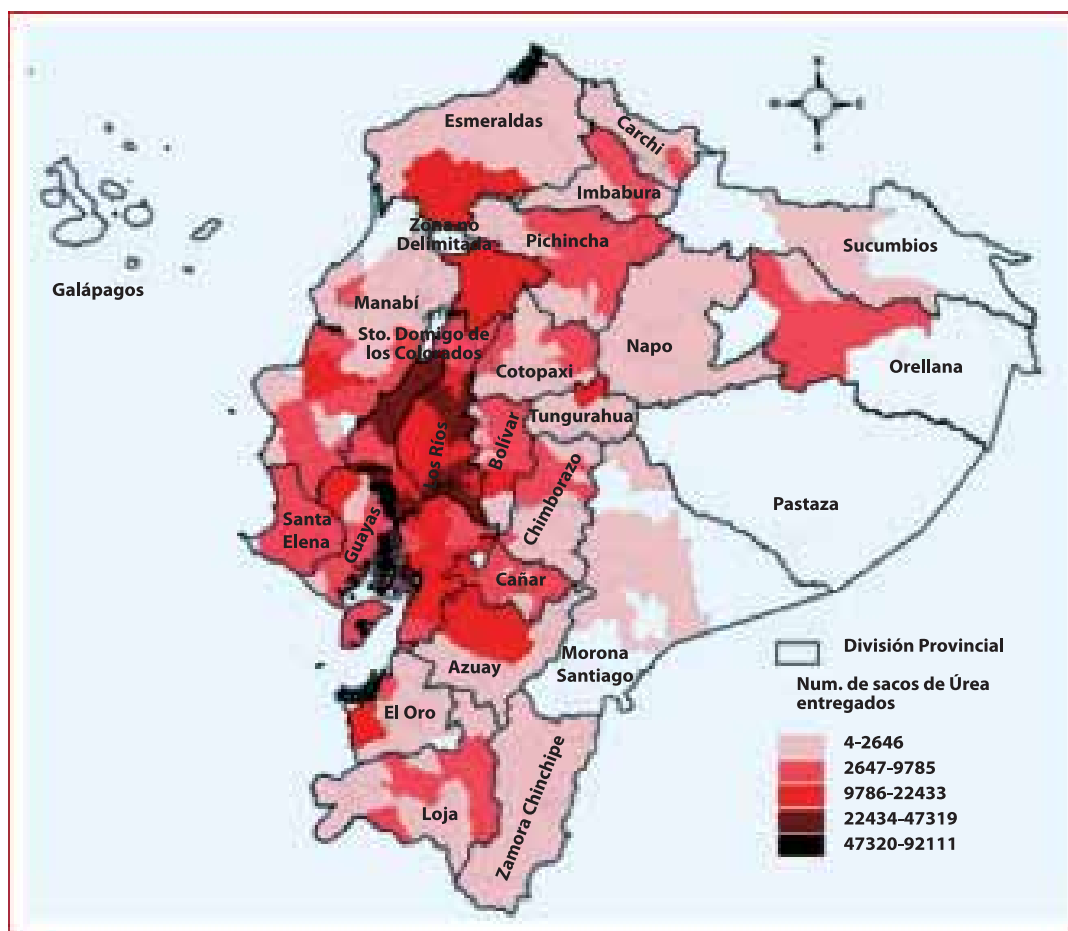 Esmeraldas
Carchi
Imbabura
Zona no
Delimitada
Pichincha
Sucumbios
Galápagos
Manabí
Sto. Domigo de
los Colorados
Napo
Orellana
Cotopaxi
Tungurahua
Los Ríos
Bolívar
Chimborazo
Pastaza
Santa
Elena
Guayas
Cañar
Azuay
Morona
Santiago
División Provincial
Num. de sacos de Úrea
entregados
El Oro
4-2646
2647-9785
9786-22433
22434-47319
47320-92111
Loja
Zamora Chinchipe